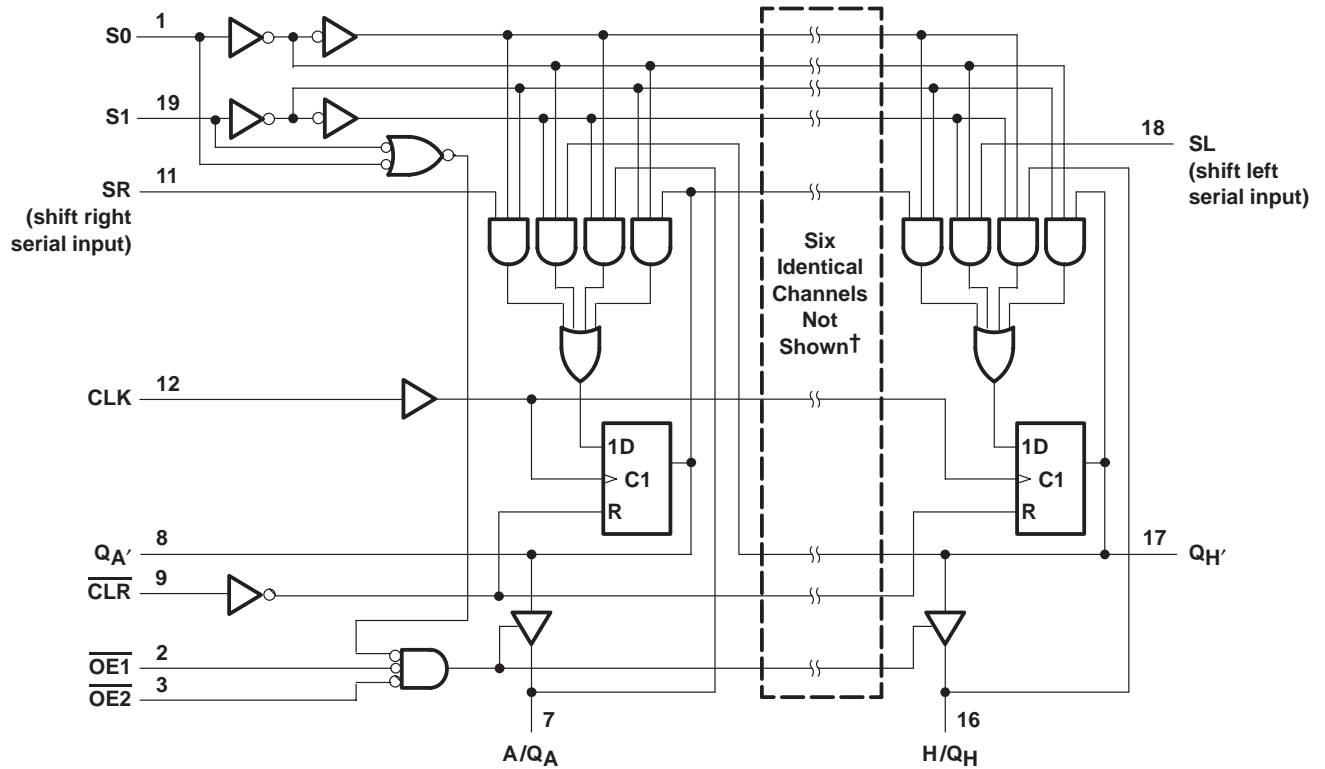 S0
1
S1
19
18
SL
(shift left
serial input)
SR
11
(shift right
serial input)
Six
Identical
Channels
Not
Shown†
CLK
12
1D
C1
R
1D
C1
R
QA′
8
17
QH′
CLR
9
OE1
2
OE2
3
7
A/QA
16
H/QH